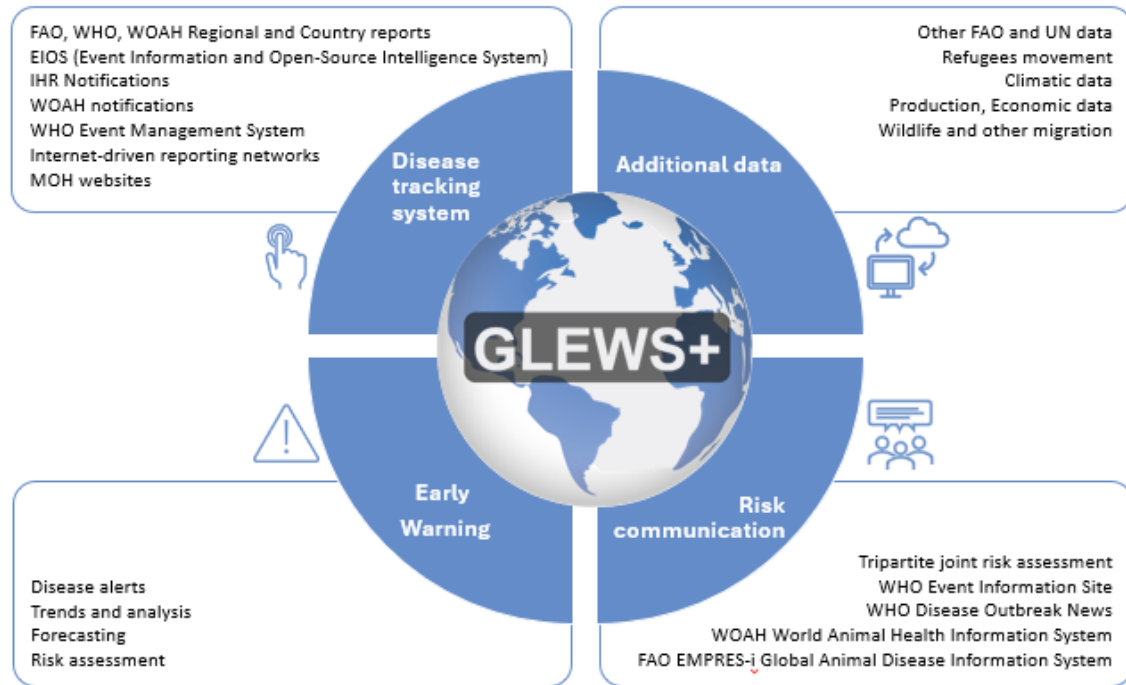 FAO, WHO, WOAH Regional and Country reports
EIOS (Event Information and Open-Source Intelligence System)
IHR Notifications
WOAH notifications
WHO Event Management System
Internet-driven reporting networks
MOH websites
Other FAO and UN data
Refugees movement
Climatic data
Production, Economic data
Wildlife and other migration
Disease
tracking
system
Additional data
GLEWS+
Early
Warning
Risk
communication
Disease alerts
Trends and analysis
Forecasting
Risk assessment
Tripartite joint risk assessment
WHO Event Information Site
WHO Disease Outbreak News
WOAH World Animal Health Information System
FAO EMPRES-i Global Animal Disease Information System